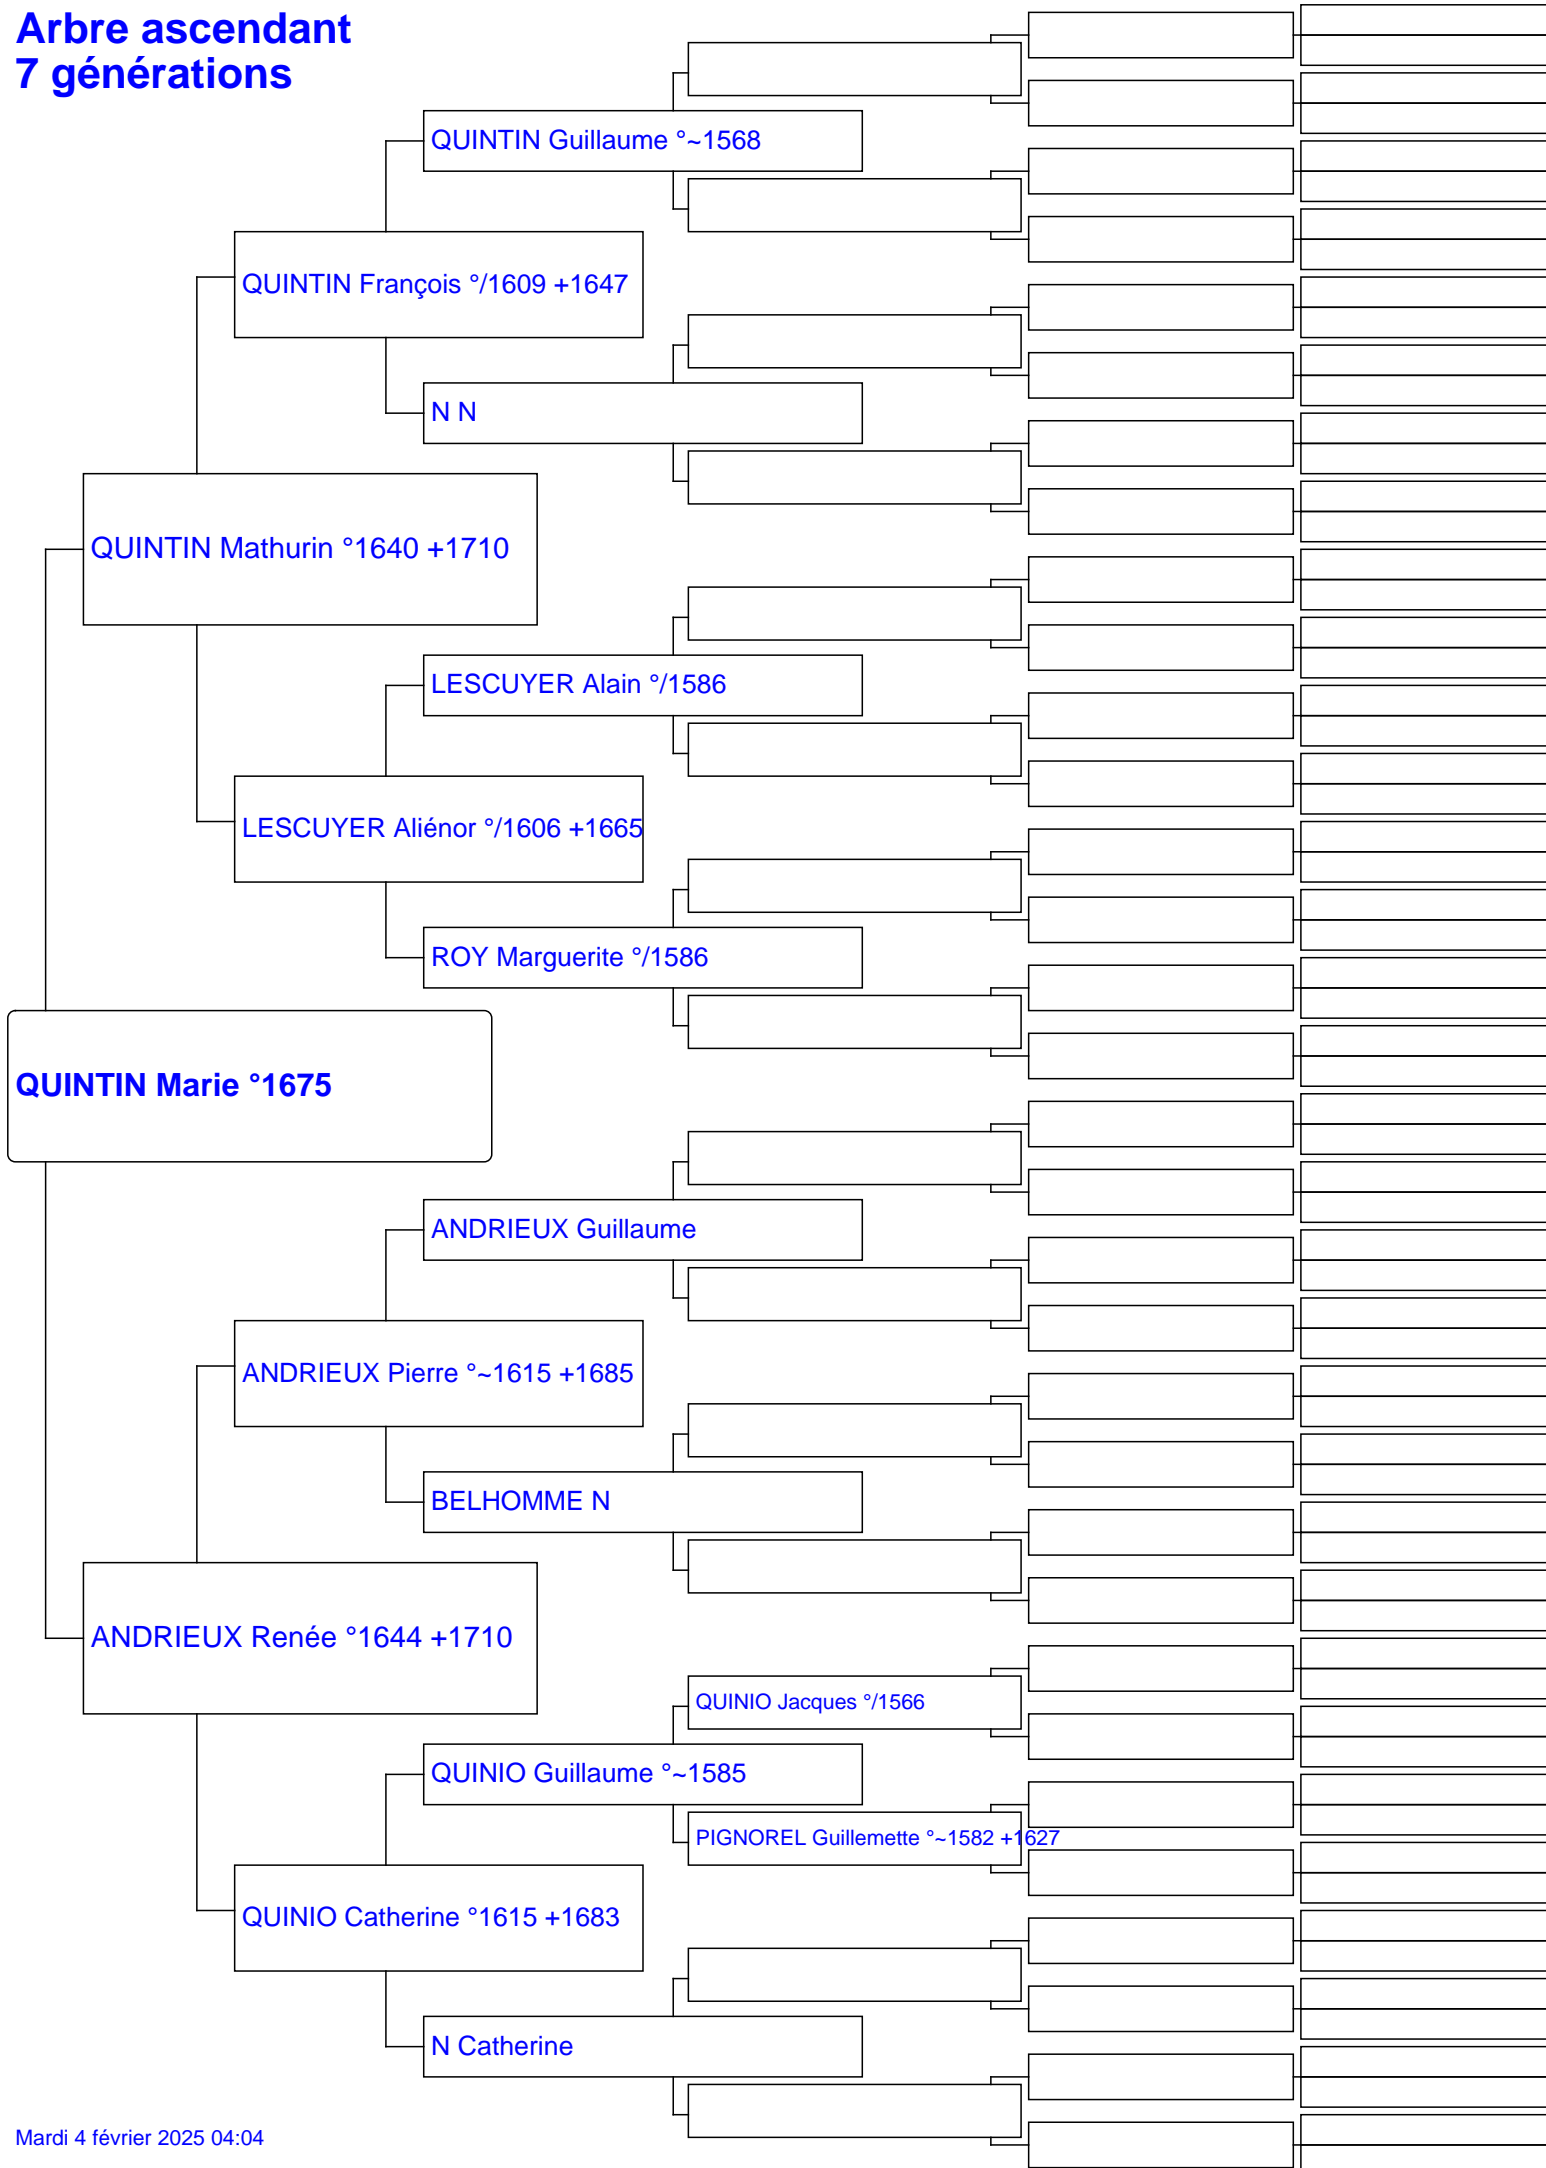 Arbre ascendant
7 générations
QUINTIN Guillaume °~1568
QUINTIN François °/1609 +1647
N N
QUINTIN Mathurin °1640 +1710
LESCUYER Alain °/1586
LESCUYER Aliénor °/1606 +1665
ROY Marguerite °/1586
QUINTIN Marie °1675
ANDRIEUX Guillaume
ANDRIEUX Pierre °~1615 +1685
BELHOMME N
ANDRIEUX Renée °1644 +1710
QUINIO Jacques °/1566
QUINIO Guillaume °~1585
PIGNOREL Guillemette °~1582 +1627
QUINIO Catherine °1615 +1683
N Catherine
Mardi 4 février 2025 04:04